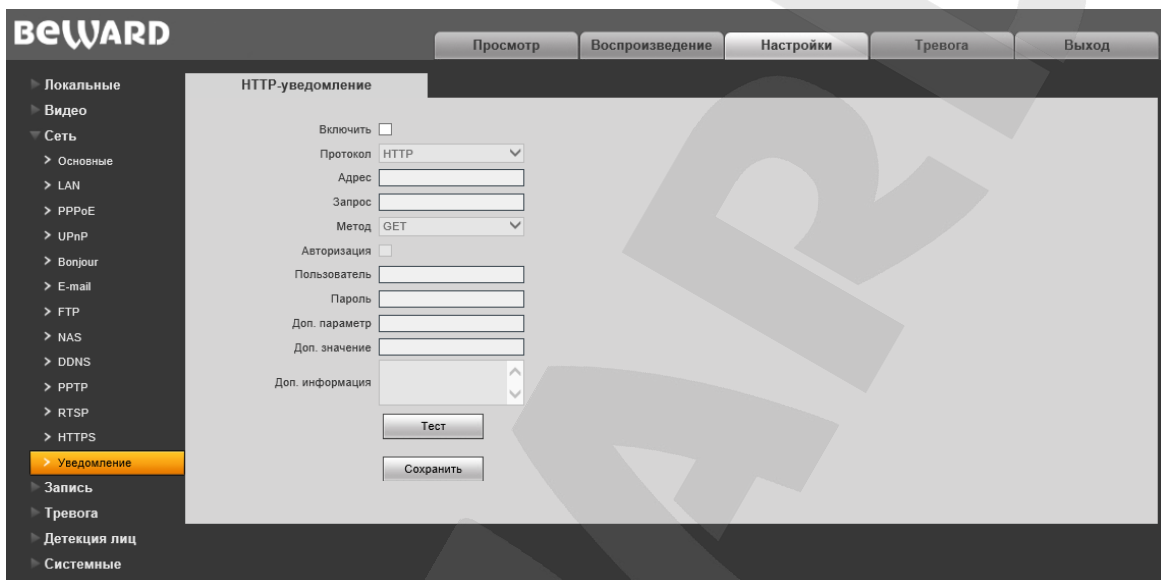 BEWARD
Просмотр
Воспроизведение
Настройки
Тревога
Выход
Локальные
Видео
Сеть
Основные
LAN
PPPoE
UPnP
Bonjour
E-mail
FTP
NAS
DDNS
PPTP
RTSP
HTTPS
Уведомление
Запись
Тревога
Детекция лиц
Системные
HTTP-уведомление
Включить
Протокол HTTP
Адрес
Запрос
Метод GET
Авторизация
Пользователь
Пароль
Доп. параметр
Доп. значение
Доп. информация
Тест
Сохранить